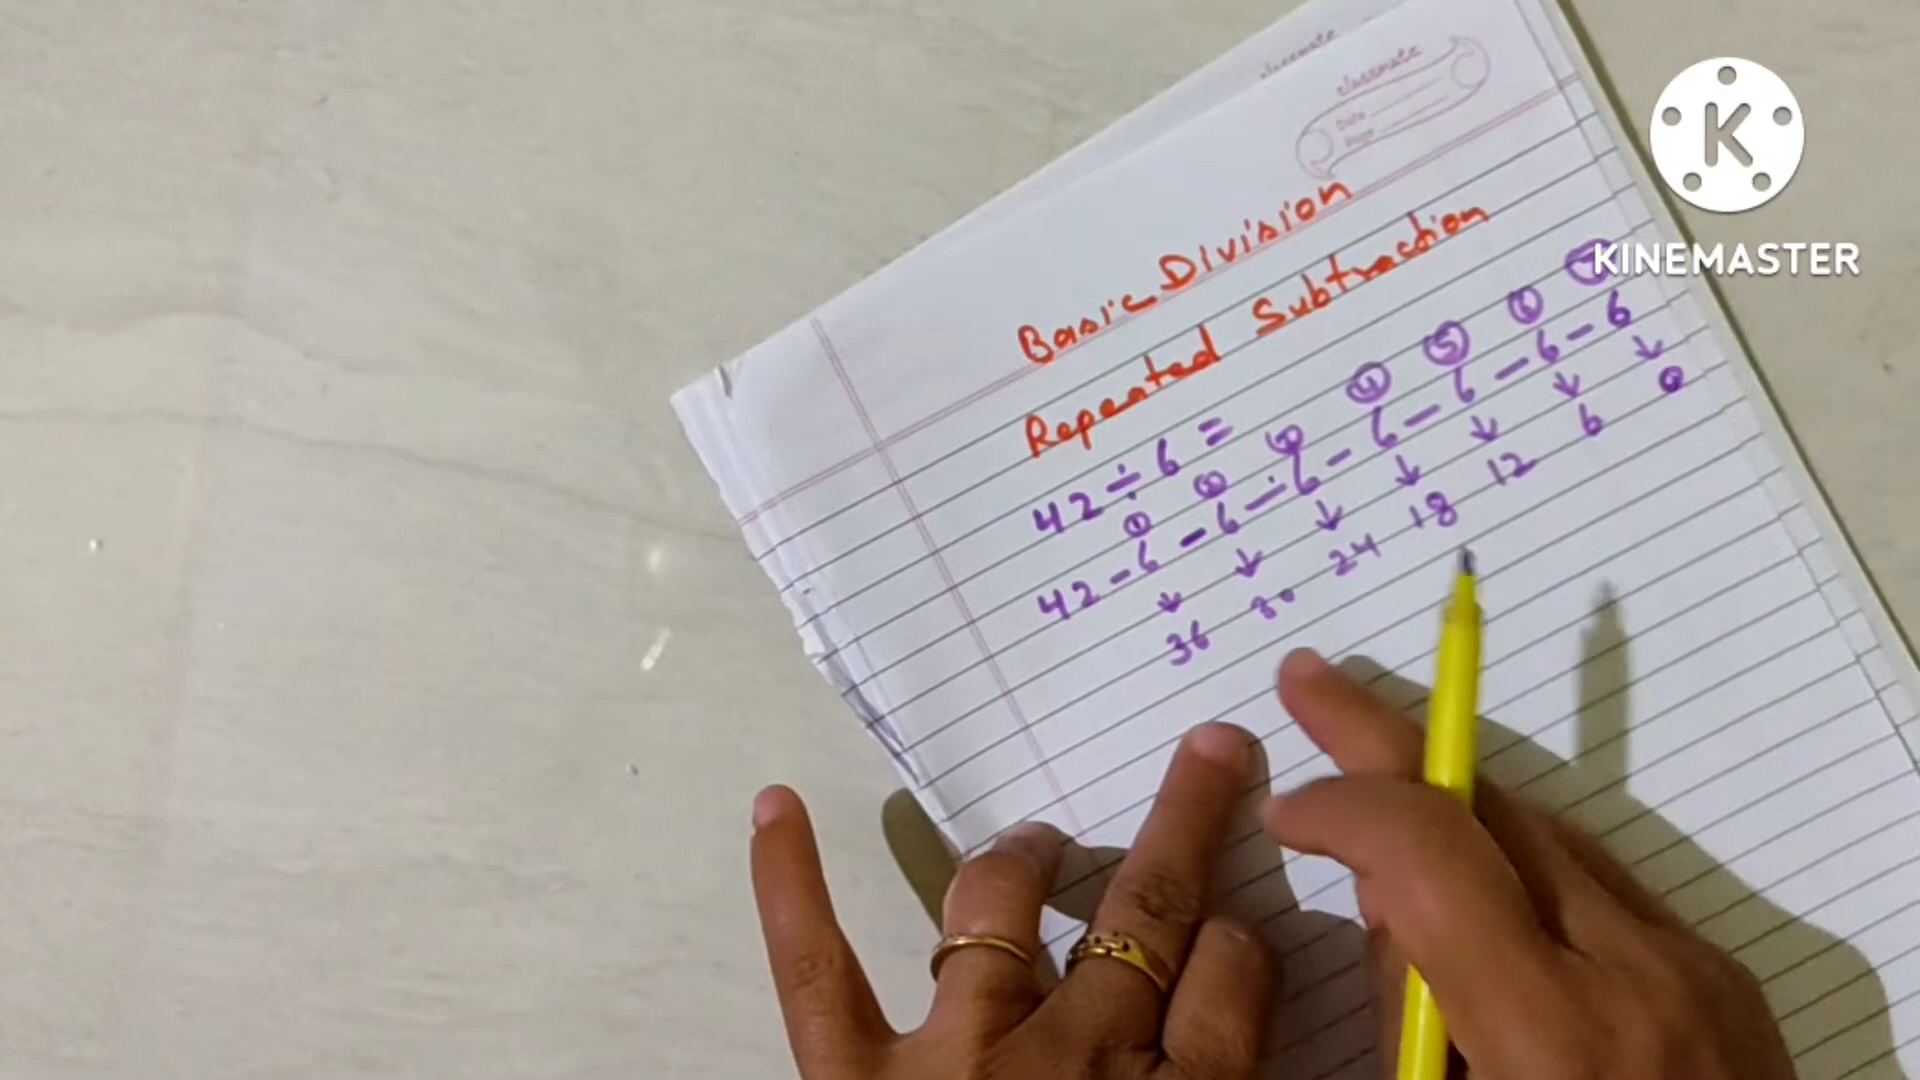 classmate
Date
Page
K
KINEMASTER
Basic Division
Repeated Subtraction
42 ÷ 6 =
① ② ③ ④ ⑤ ⑥ ⑦
42 - 6 - 6 - 6 - 6 - 6 - 6 - 6
↓ ↓ ↓ ↓ ↓ ↓ ↓
36 30 24 18 12 6 0